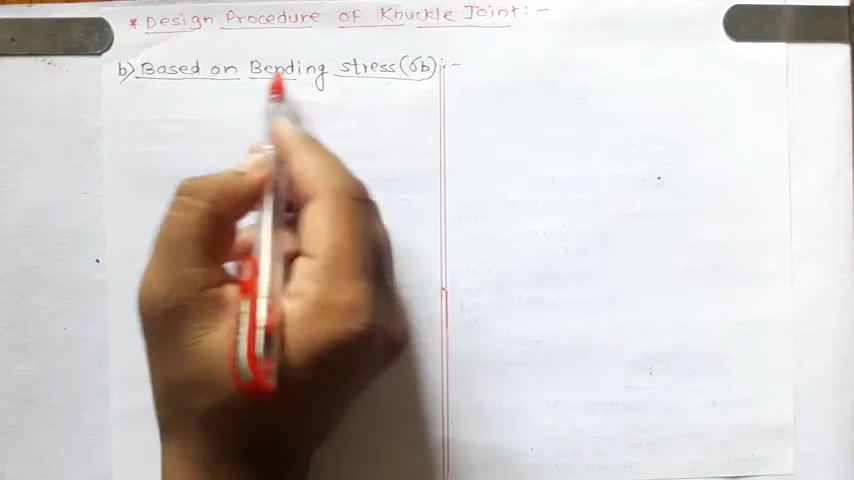 * Design Procedure of Knuckle Joint:-
b) Based on Bending stress(σb):-